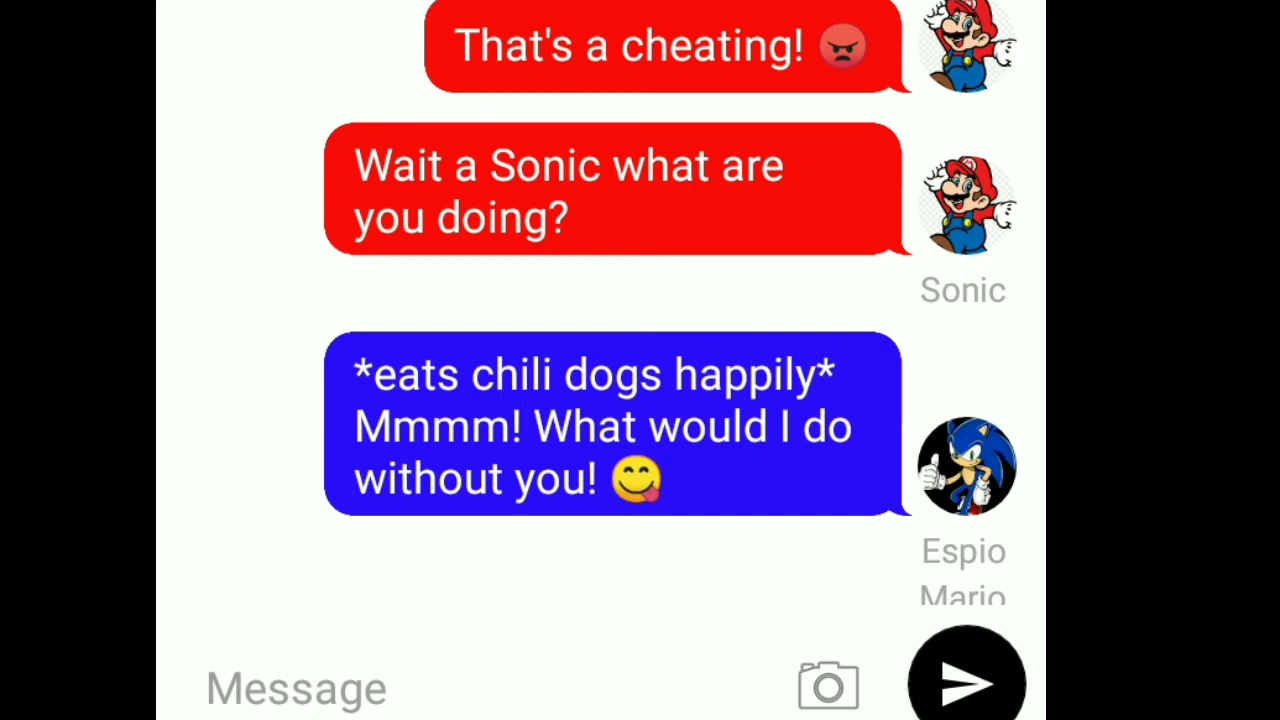 That's a cheating! 😡
Wait a Sonic what are
you doing?
Sonic
*eats chili dogs happily*
Mmmm! What would I do
without you! 😋
Espio
Mario
Message